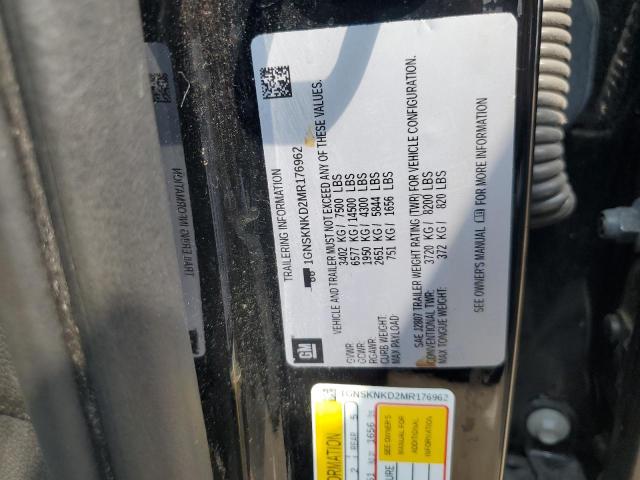 TRAILERING INFORMATION
1GNSKNKD2MR176962
VEHICLE AND TRAILER MUST NOT EXCEED ANY OF THESE VALUES.
GVWR: 3402 KG / 7500 LBS
GCWR: 6577 KG / 14500 LBS
RGAWR: 1950 KG / 4300 LBS
CURB WEIGHT: 2651 KG / 5844 LBS
MAX PAYLOAD: 751 KG / 1656 LBS
SAE J2807 TRAILER WEIGHT RATING (TWR) FOR VEHICLE CONFIGURATION.
CONVENTIONAL TWR: 3720 KG / 8200 LBS
MAX TONGUE WEIGHT: 372 KG / 820 LBS
SEE OWNER'S MANUAL FOR MORE INFORMATION
GM
1GNSKNKD2MR176962
2 REAR 5
1656
SEE OWNER'S
MANUAL FOR
ADDITIONAL
INFORMATION